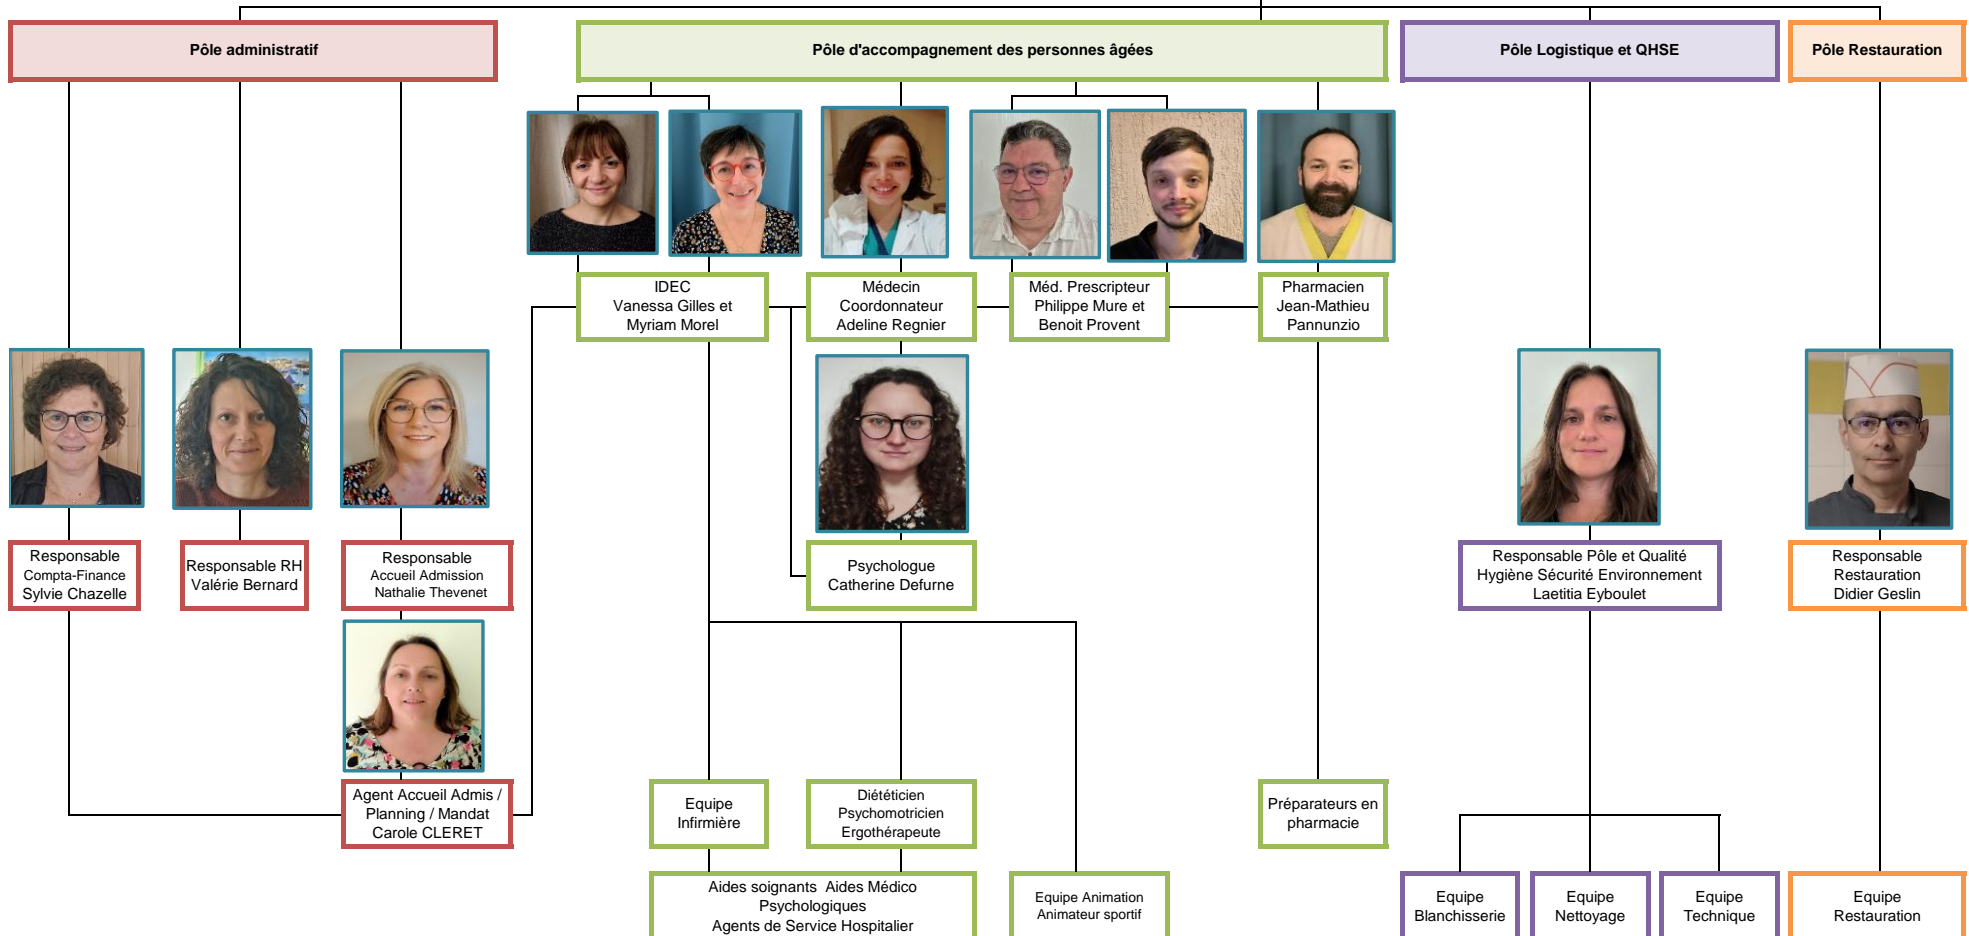 Pôle administratif
Pôle d'accompagnement des personnes âgées
Pôle Logistique et QHSE
Pôle Restauration
IDEC
Vanessa Gilles et
Myriam Morel
Médecin
Coordonnateur
Adeline Regnier
Méd. Prescripteur
Philippe Mure et
Benoit Provent
Pharmacien
Jean-Mathieu
Pannunzio
Responsable
Compta-Finance
Sylvie Chazelle
Responsable RH
Valérie Bernard
Responsable
Accueil Admission
Nathalie Thevenet
Psychologue
Catherine Defurne
Responsable Pôle et Qualité
Hygiène Sécurité Environnement
Laetitia Eyboulet
Responsable
Restauration
Didier Geslin
Agent Accueil Admis /
Planning / Mandat
Carole CLERET
Equipe
Infirmière
Diététicien
Psychomotricien
Ergothérapeute
Préparateurs en
pharmacie
Aides soignants  Aides Médico
Psychologiques
Agents de Service Hospitalier
Equipe Animation
Animateur sportif
Equipe
Blanchisserie
Equipe
Nettoyage
Equipe
Technique
Equipe
Restauration